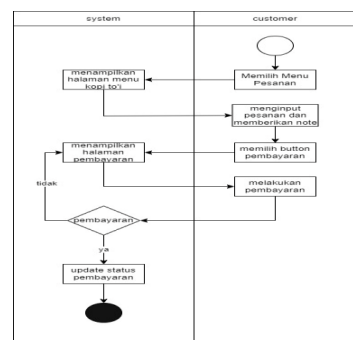 system
customer
Memilih Menu
Pesanan
menampilkan
halaman menu
kopi to'i
menginput
pesanan dan
memberikan note
memilih button
pembayaran
menampilkan
halaman
pembayaran
melakukan
pembayaran
tidak
pembayaran
ya
update status
pembayaran